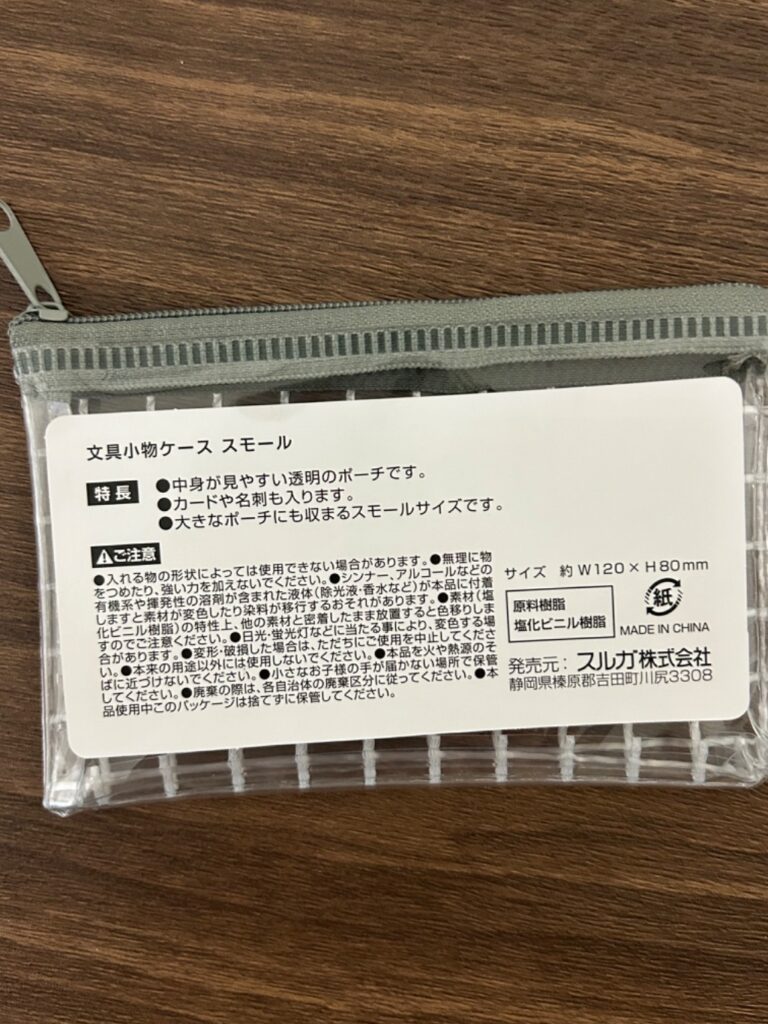 文具小物ケース スモール
特長
●中身が見やすい透明のポーチです。
●カードや名刺も入ります。
●大きなポーチにも収まるスモールサイズです。
ご注意
●入れる物の形状によっては使用できない場合があります。●無理に物
をつめたり、強い力を加えないでください。●シンナー、アルコールなどの
有機系や揮発性の溶剤が含まれた液体(除光液・香水など)が本品に付着
しますと素材が変色したり染料が移行するおそれがあります。●素材(塩
化ビニル樹脂)の特性上、他の素材と密着したまま放置すると色移りしま
すのでご注意ください。●日光・蛍光灯などに当たる事により、変色する場
合があります。●変形・破損した場合は、ただちにご使用を中止してくださ
い。●本来の用途以外には使用しないでください。●本品を火や熱源のそ
ばに近づけないでください。●小さなお子様の手が届かない場所で保管
してください。●廃棄の際は、各自治体の廃棄区分に従ってください。●本
品使用中このパッケージは捨てずに保管してください。
サイズ 約 W120×H80mm
原料樹脂
塩化ビニル樹脂
紙
MADE IN CHINA
発売元：スルガ株式会社
静岡県榛原郡吉田町川尻3308